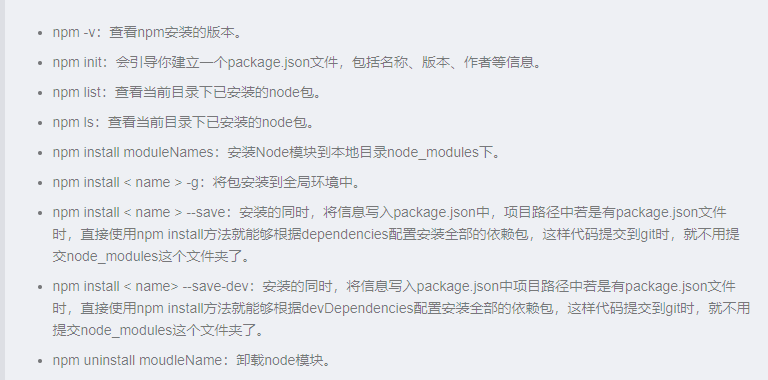 npm -v：查看npm安装的版本。
npm init：会引导你建立一个package.json文件，包括名称、版本、作者等信息。
npm list：查看当前目录下已安装的node包。
npm ls：查看当前目录下已安装的node包。
npm install moduleNames：安装Node模块到本地目录node_modules下。
npm install < name > -g：将包安装到全局环境中。
npm install < name > --save：安装的同时，将信息写入package.json中，项目路径中若是有package.json文件
时，直接使用npm install方法就能够根据dependencies配置安装全部的依赖包，这样代码提交到git时，就不用提
交node_modules这个文件夹了。
npm install < name> --save-dev：安装的同时，将信息写入package.json中项目路径中若是有package.json文件
时，直接使用npm install方法就能够根据devDependencies配置安装全部的依赖包，这样代码提交到git时，就不用
提交node_modules这个文件夹了。
npm uninstall moudleName：卸载node模块。